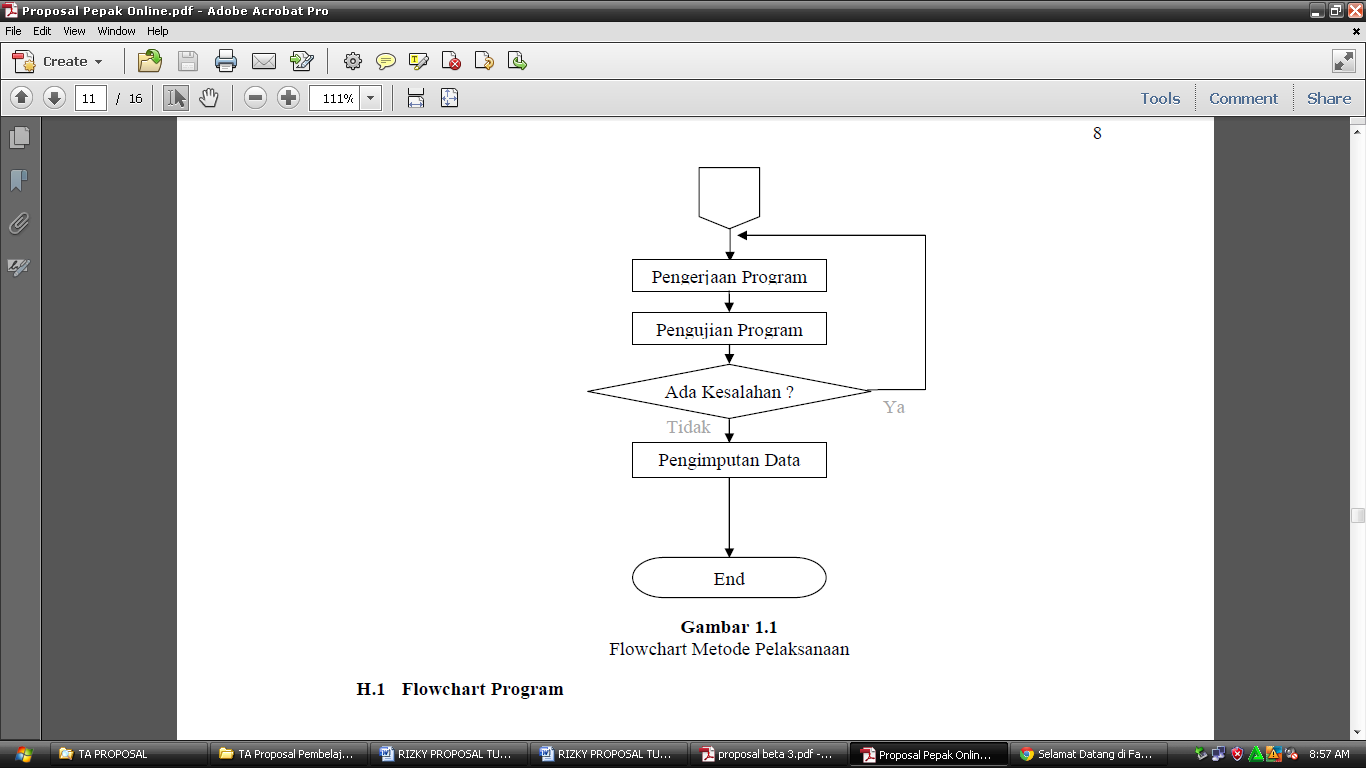 Proposal Pepak Online.pdf - Adobe Acrobat Pro
File Edit View Window Help
Create
11 / 16 111% Tools Comment Share
8
Pengerjaan Program
Pengujian Program
Ada Kesalahan ?
Ya
Tidak
Pengimputan Data
End
Gambar 1.1
Flowchart Metode Pelaksanaan
H.1 Flowchart Program
TA PROPOSAL TA Proposal Pembelaj... RIZKY PROPOSAL TU... RIZKY PROPOSAL TU... proposal beta 3.pdf -... Proposal Pepak Onlin... Selamat Datang di Fa... 8:57 AM